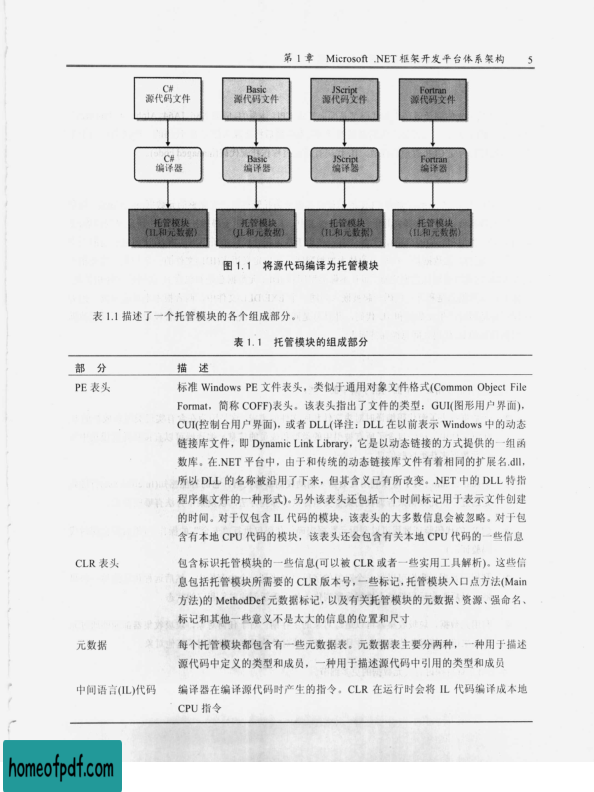 第 1 章 Microsoft .NET 框架开发平台体系架构 5
C#
源代码文件
Basic
源代码文件
JScript
源代码文件
Fortran
源代码文件
C#
编译器
Basic
编译器
JScript
编译器
Fortran
编译器
托管模块
(IL和元数据)
托管模块
(IL和元数据)
托管模块
(IL和元数据)
托管模块
(IL和元数据)
图 1.1 将源代码编译为托管模块
表 1.1 描述了一个托管模块的各个组成部分。
表 1.1 托管模块的组成部分
部 分 描 述
PE 表头 标准 Windows PE 文件表头，类似于通用对象文件格式(Common Object File
Format，简称 COFF)表头。该表头指出了文件的类型：GUI(图形用户界面)，
CUI(控制台用户界面)，或者 DLL(译注：DLL 在以前表示 Windows 中的动态
链接库文件，即 Dynamic Link Library，它是以动态链接的方式提供的一组函
数库。在.NET 平台中，由于和传统的动态链接库文件有着相同的扩展名.dll，
所以 DLL 的名称被沿用了下来，但其含义已有所改变。.NET 中的 DLL 特指
程序集文件的一种形式)。另外该表头还包括一个时间标记用于表示文件创建
的时间。对于仅包含 IL 代码的模块，该表头的大多数信息会被忽略。对于包
含有本地 CPU 代码的模块，该表头还会包含有关本地 CPU 代码的一些信息
CLR 表头 包含标识托管模块的一些信息(可以被 CLR 或者一些实用工具解析)。这些信
息包括托管模块所需要的 CLR 版本号，一些标记，托管模块入口点方法(Main
方法)的 MethodDef 元数据标记，以及有关托管模块的元数据、资源、强命名、
标记和其他一些意义不是太大的信息的位置和尺寸
元数据 每个托管模块都包含有一些元数据表。元数据表主要分两种，一种用于描述
源代码中定义的类型和成员，一种用于描述源代码中引用的类型和成员
中间语言(IL)代码 编译器在编译源代码时产生的指令。CLR 在运行时会将 IL 代码编译成本地
CPU 指令
homeofpdf.com